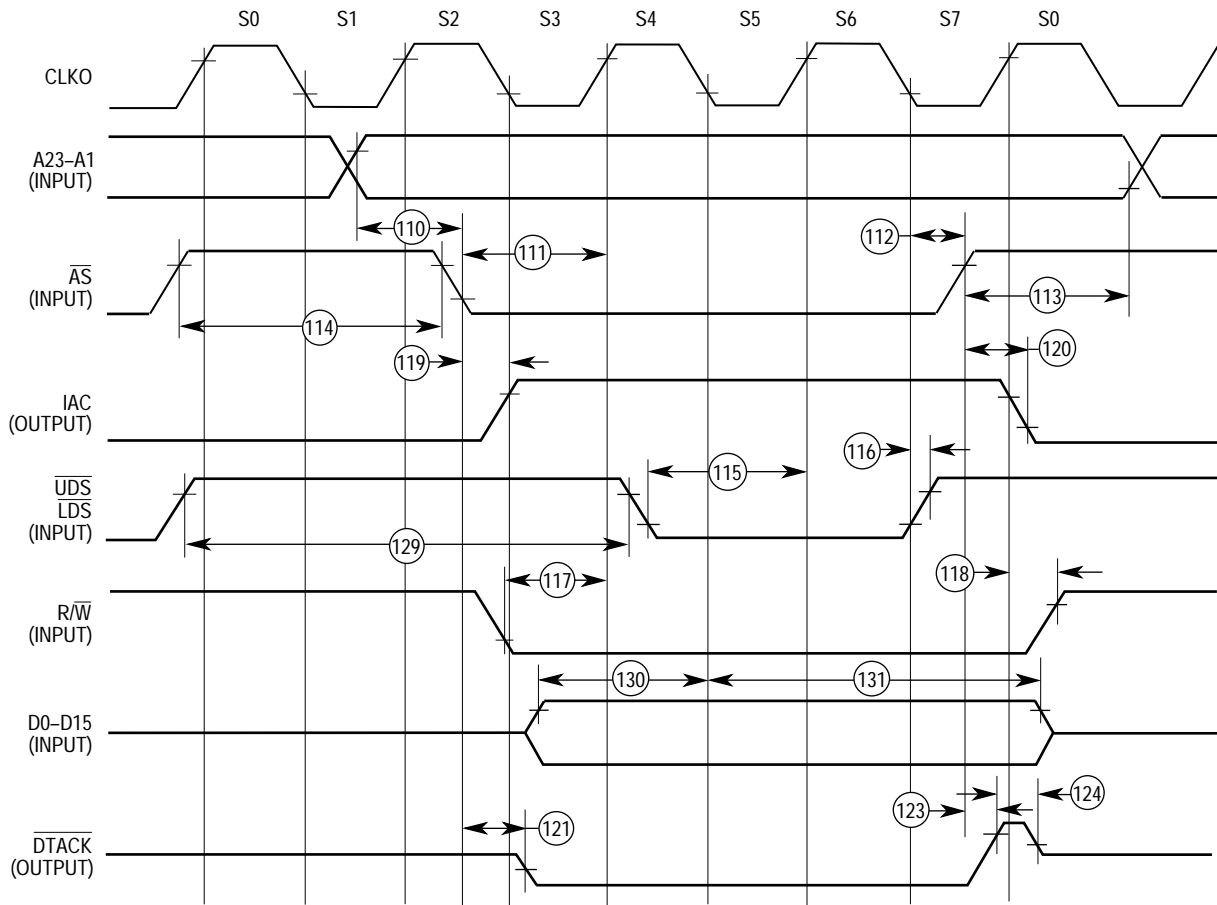 S0 S1 S2 S3 S4 S5 S6 S7 S0
CLKO
A23–A1
(INPUT)
110
111
112
AS
(INPUT)
113
114
119
120
IAC
(OUTPUT)
116
115
UDS
LDS
(INPUT)
129
117
118
R/W
(INPUT)
130
131
D0–D15
(INPUT)
124
123
121
DTACK
(OUTPUT)